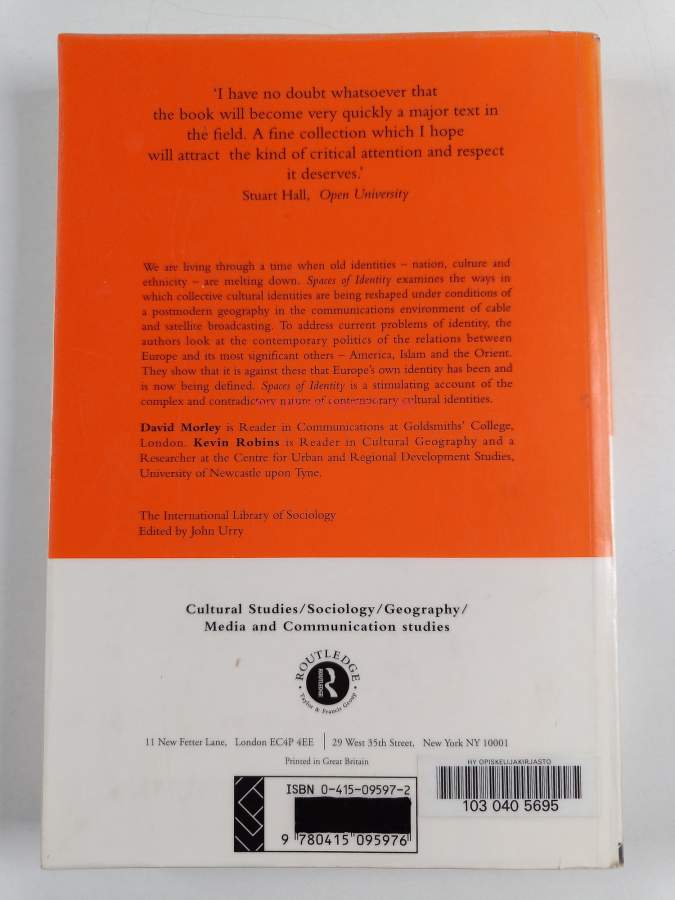 'I have no doubt whatsoever that
the book will become very quickly a major text in
the field. A fine collection which I hope
will attract the kind of critical attention and respect
it deserves.'
Stuart Hall, Open University
We are living through a time when old identities – nation, culture and
ethnicity – are melting down. Spaces of Identity examines the ways in
which collective cultural identities are being reshaped under conditions of
a postmodern geography in the communications environment of cable
and satellite broadcasting. To address current problems of identity, the
authors look at the contemporary politics of the relations between
Europe and its most significant others – America, Islam and the Orient.
They show that it is against these that Europe's own identity has been and
is now being defined. Spaces of Identity is a stimulating account of the
complex and contradictory nature of contemporary cultural identities.
David Morley is Reader in Communications at Goldsmiths' College,
London. Kevin Robins is Reader in Cultural Geography and a
Researcher at the Centre for Urban and Regional Development Studies,
University of Newcastle upon Tyne.
The International Library of Sociology
Edited by John Urry
Cultural Studies/Sociology/Geography/
Media and Communication studies
ROUTLEDGE
R
ROUTLEDGE
Taylor & Francis Group
11 New Fetter Lane, London EC4P 4EE | 29 West 35th Street, New York NY 10001
Printed in Great Britain
ISBN 0-415-09597-2
9 780415 095976
HY OPISKELIJAKIRJASTO
103 040 5695